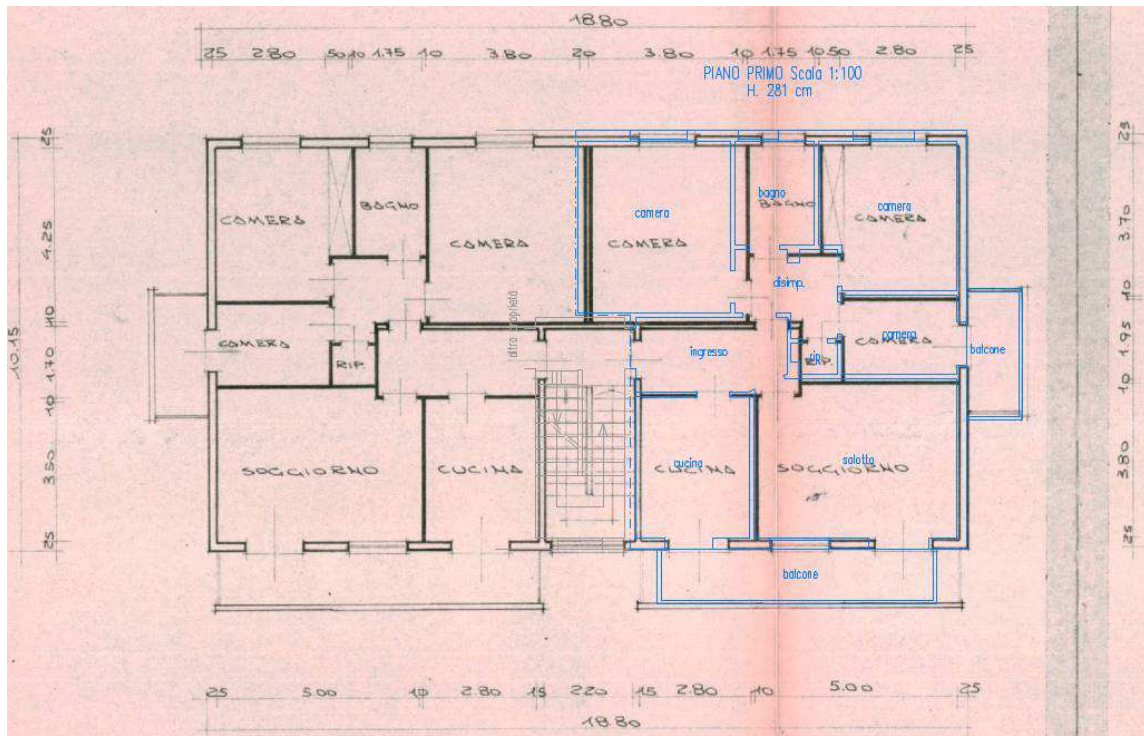 18.80
25 2.80 50 10 1.75 10 3.80 20 3.80 10 1.75 10 50 2.80 25
PIANO PRIMO Scala 1:100
H. 281 cm
25
25
bagno
BAGNO
BAGNO
camera
camera
CAMERA
CAMERA
CAMERA
CAMERA
4.25
3.70
disimp.
10
10
altra proprietà
ingresso
camera
CAMERA
CAMERA
balcone
RIP.
RIP.
10.15
1.70
1.95
10
10
cucina
salotto
SOGGIORNO
CUCINA
CUCINA
SOGGIORNO
3.50
3.80
25
25
balcone
25 5.00 10 2.80 15 220 15 2.80 10 5.00 25
18.80